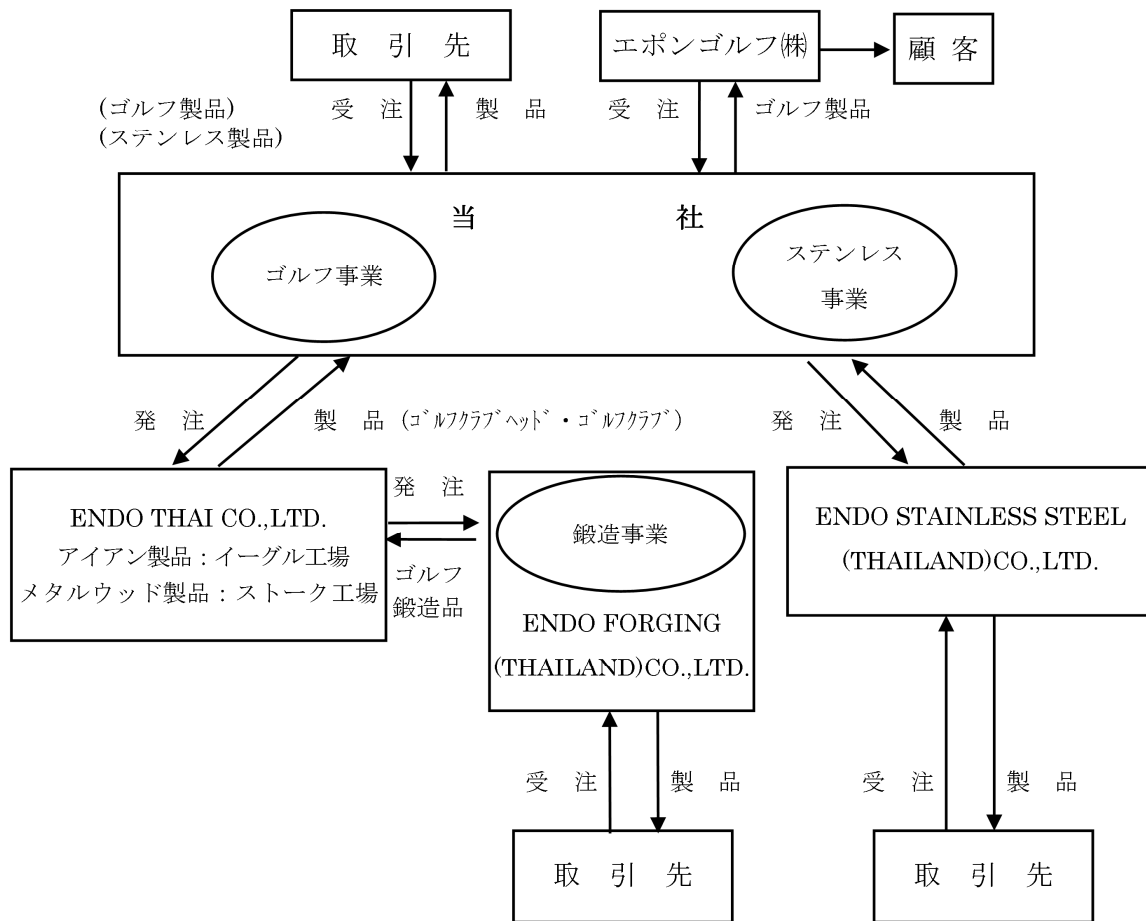 取 引 先
エポンゴルフ㈱
顧 客
(ゴルフ製品)
(ステンレス製品)
受 注
製 品
受 注
ゴルフ製品
当 社
ゴルフ事業
ステンレス
事業
発 注
製 品 (ｺﾞﾙﾌｸﾗﾌﾞﾍｯﾄﾞ・ｺﾞﾙﾌｸﾗﾌﾞ)
発 注
製 品
ENDO THAI CO.,LTD.
アイアン製品：イーグル工場
メタルウッド製品：ストーク工場
発 注
ゴルフ
鍛造品
鍛造事業
ENDO FORGING
(THAILAND)CO.,LTD.
ENDO STAINLESS STEEL
(THAILAND)CO.,LTD.
受 注
製 品
受 注
製 品
取 引 先
取 引 先